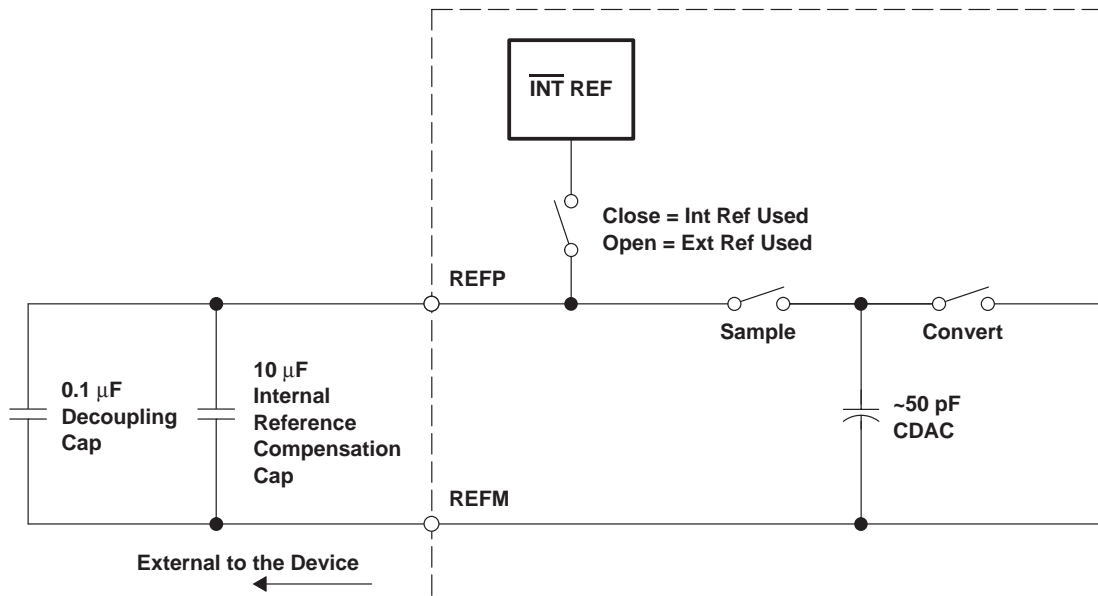 INT REF
Close = Int Ref Used
Open = Ext Ref Used
REFP
Sample
Convert
0.1 μF
Decoupling
Cap
10 μF
Internal
Reference
Compensation
Cap
~50 pF
CDAC
REFM
External to the Device